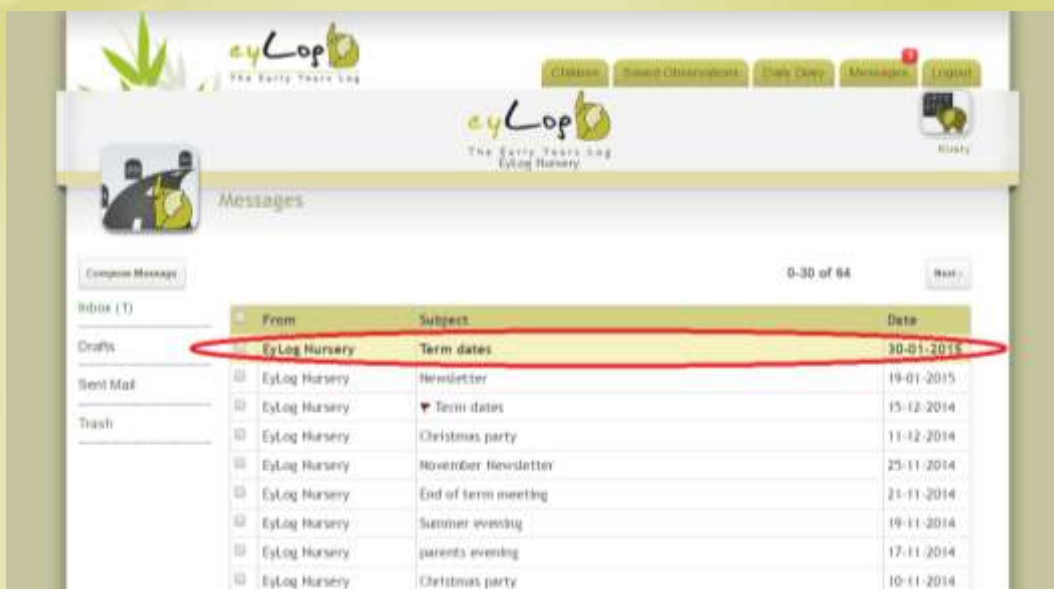 eyLog
The Early Years Log
Children Saved Observations Daily Diary Messages Logout
eyLog
The Early Years Log
EyLog Nursery
Kirsty
Messages
Compose Message
0-30 of 64
Next ›
Inbox (1)
Drafts
Sent Mail
Trash
From Subject Date
EyLog Nursery Term dates 30-01-2015
EyLog Nursery Newsletter 19-01-2015
EyLog Nursery Term dates 15-12-2014
EyLog Nursery Christmas party 11-12-2014
EyLog Nursery November Newsletter 25-11-2014
EyLog Nursery End of term meeting 21-11-2014
EyLog Nursery Summer evening 19-11-2014
EyLog Nursery parents evening 17-11-2014
EyLog Nursery Christmas party 10-11-2014